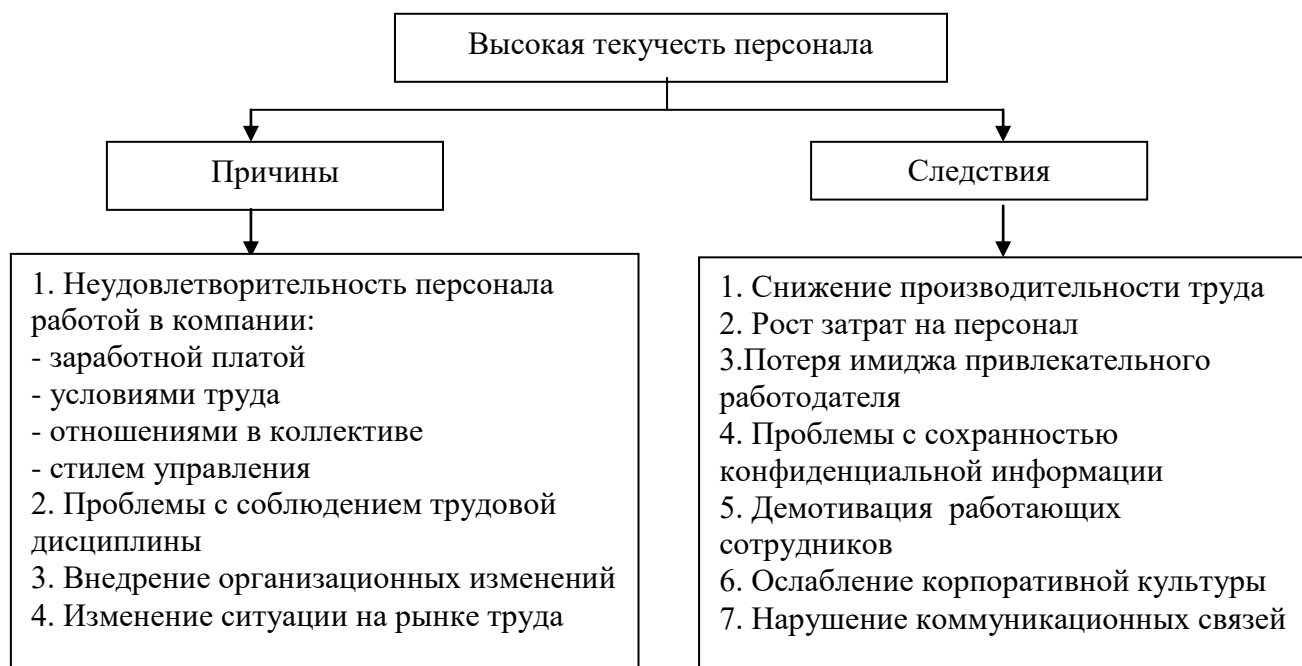 Высокая текучесть персонала
Причины
Следствия
1. Неудовлетворительность персонала
работой в компании:
- заработной платой
- условиями труда
- отношениями в коллективе
- стилем управления
2. Проблемы с соблюдением трудовой
дисциплины
3. Внедрение организационных изменений
4. Изменение ситуации на рынке труда
1. Снижение производительности труда
2. Рост затрат на персонал
3.Потеря имиджа привлекательного
работодателя
4. Проблемы с сохранностью
конфиденциальной информации
5. Демотивация  работающих
сотрудников
6. Ослабление корпоративной культуры
7. Нарушение коммуникационных связей